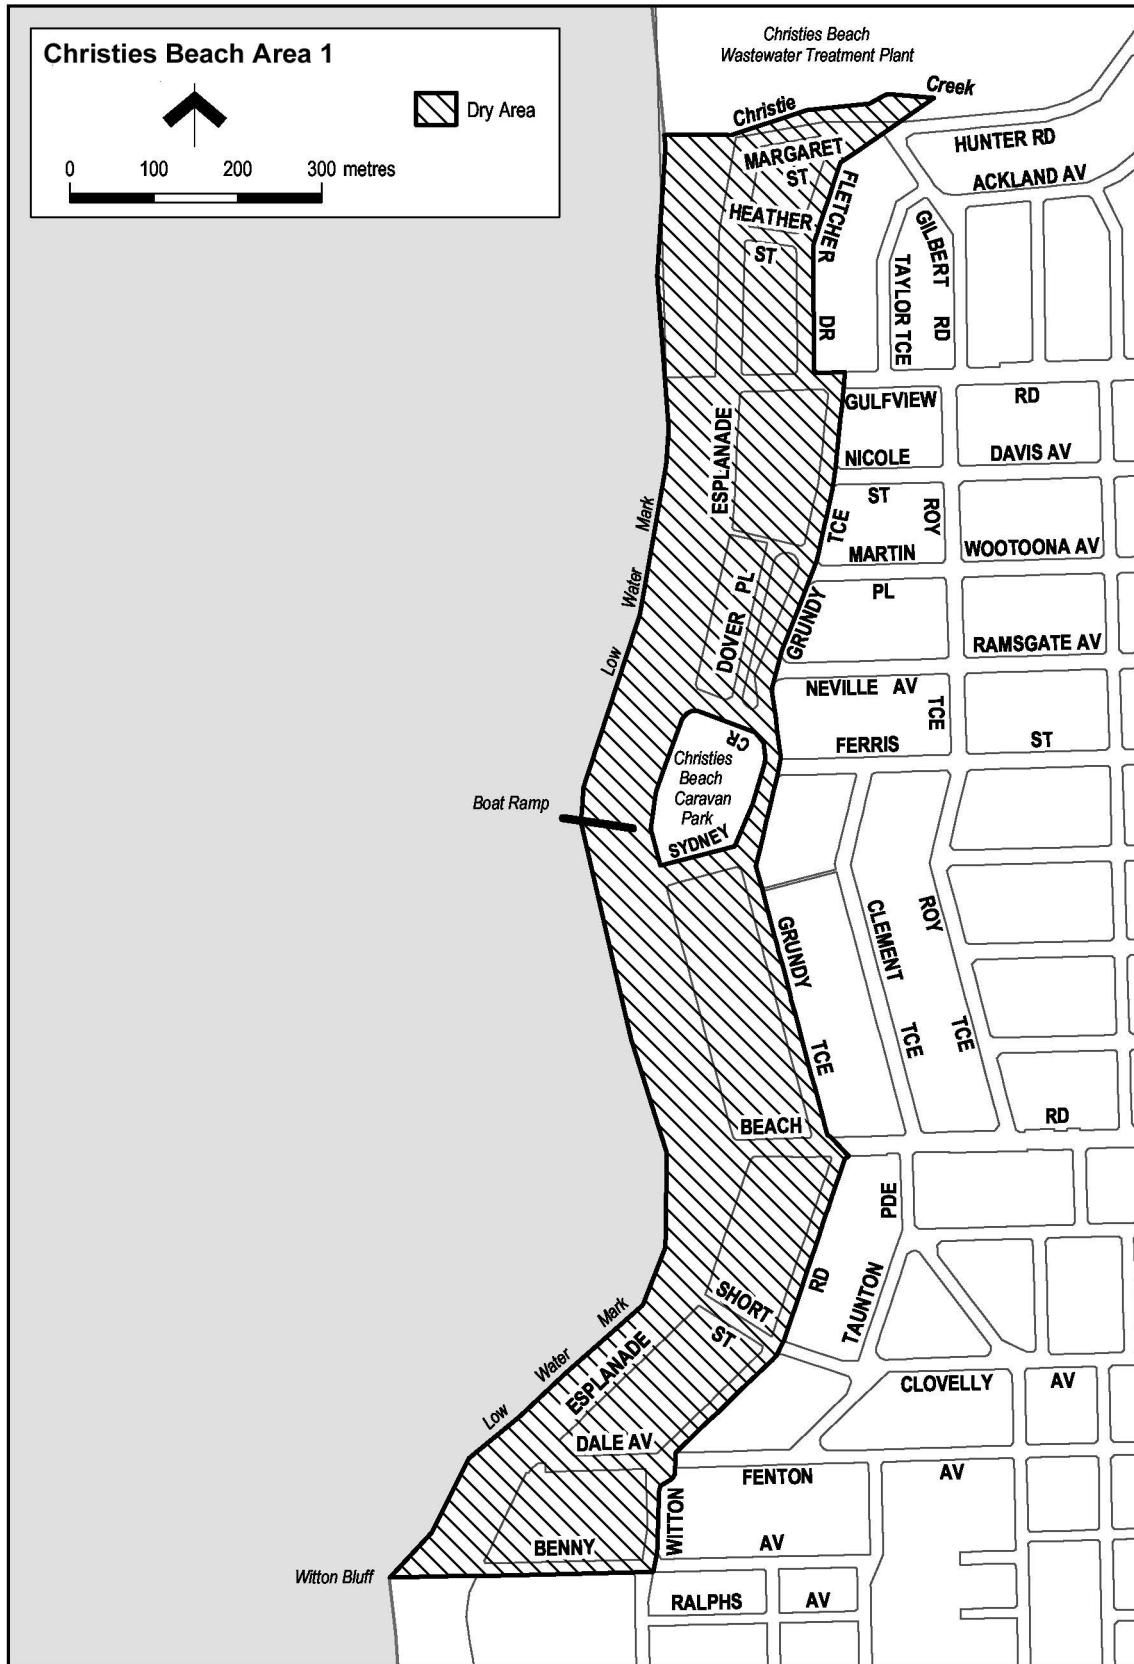 Christies Beach Area 1
Dry Area
0 100 200 300 metres
Christies Beach
Wastewater Treatment Plant
Christie
Creek
MARGARET
ST
HEATHER
ST
FLETCHER
DR
HUNTER RD
ACKLAND AV
GILBERT
RD
TAYLOR TCE
GULFVIEW
RD
NICOLE
DAVIS AV
ST
ROY
MARTIN
WOOTOONA AV
PL
RAMSGATE AV
ESPLANADE
TCE
GRUNDY
DOVER PL
Low Water Mark
NEVILLE AV
TCE
FERRIS
ST
CR
Christies
Beach
Caravan
Park
SYDNEY
Boat Ramp
GRUNDY
TCE
CLEMENT
TCE
ROY
TCE
BEACH
RD
PDE
TAUNTON
RD
SHORT
ST
Low Water Mark
ESPLANADE
DALE AV
CLOVELLY
AV
FENTON
AV
WITTON
BENNY
AV
Witton Bluff
RALPHS
AV